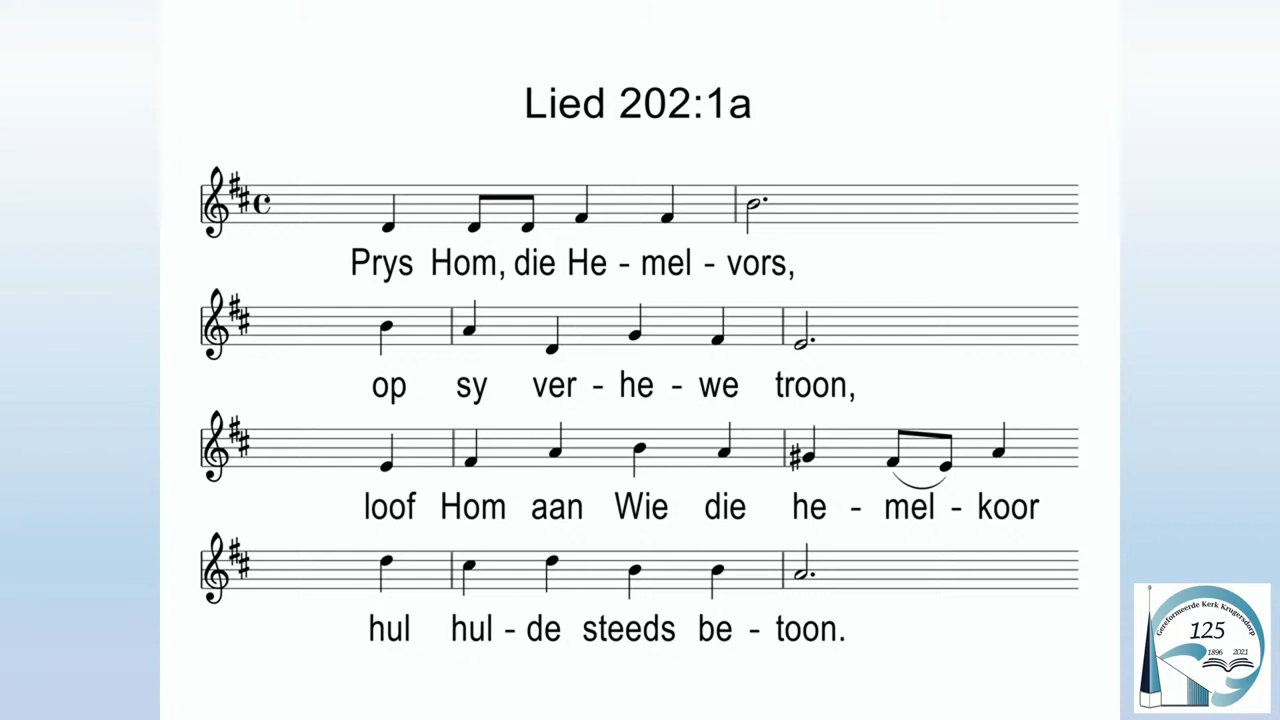 Lied 202:1a
Prys Hom, die He - mel - vors,
op sy ver - he - we troon,
loof Hom aan Wie die he - mel - koor
hul hul - de steeds be - toon.
Gereformeerde Kerk Krugersdorp
125
1896 2021